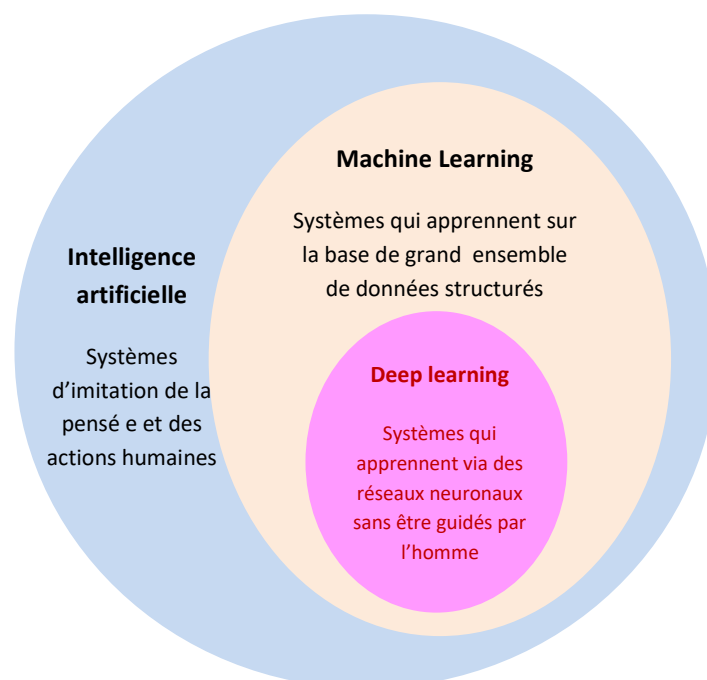 Machine Learning
Systèmes qui apprennent sur
la base de grand ensemble
de données structurés
Intelligence
artificielle
Systèmes
d’imitation de la
pensé e et des
actions humaines
Deep learning
Systèmes qui
apprennent via des
réseaux neuronaux
sans être guidés par
l’homme